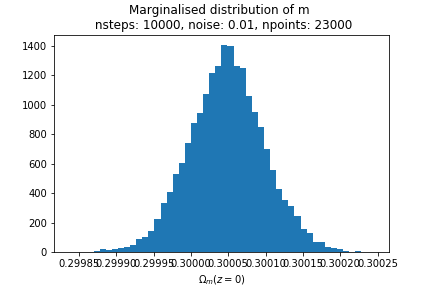 Marginalised distribution of m
nsteps: 10000, noise: 0.01, npoints: 23000
1400
1200
1000
800
600
400
200
0
0.29985 0.29990 0.29995 0.30000 0.30005 0.30010 0.30015 0.30020 0.30025
Ωm(z = 0)